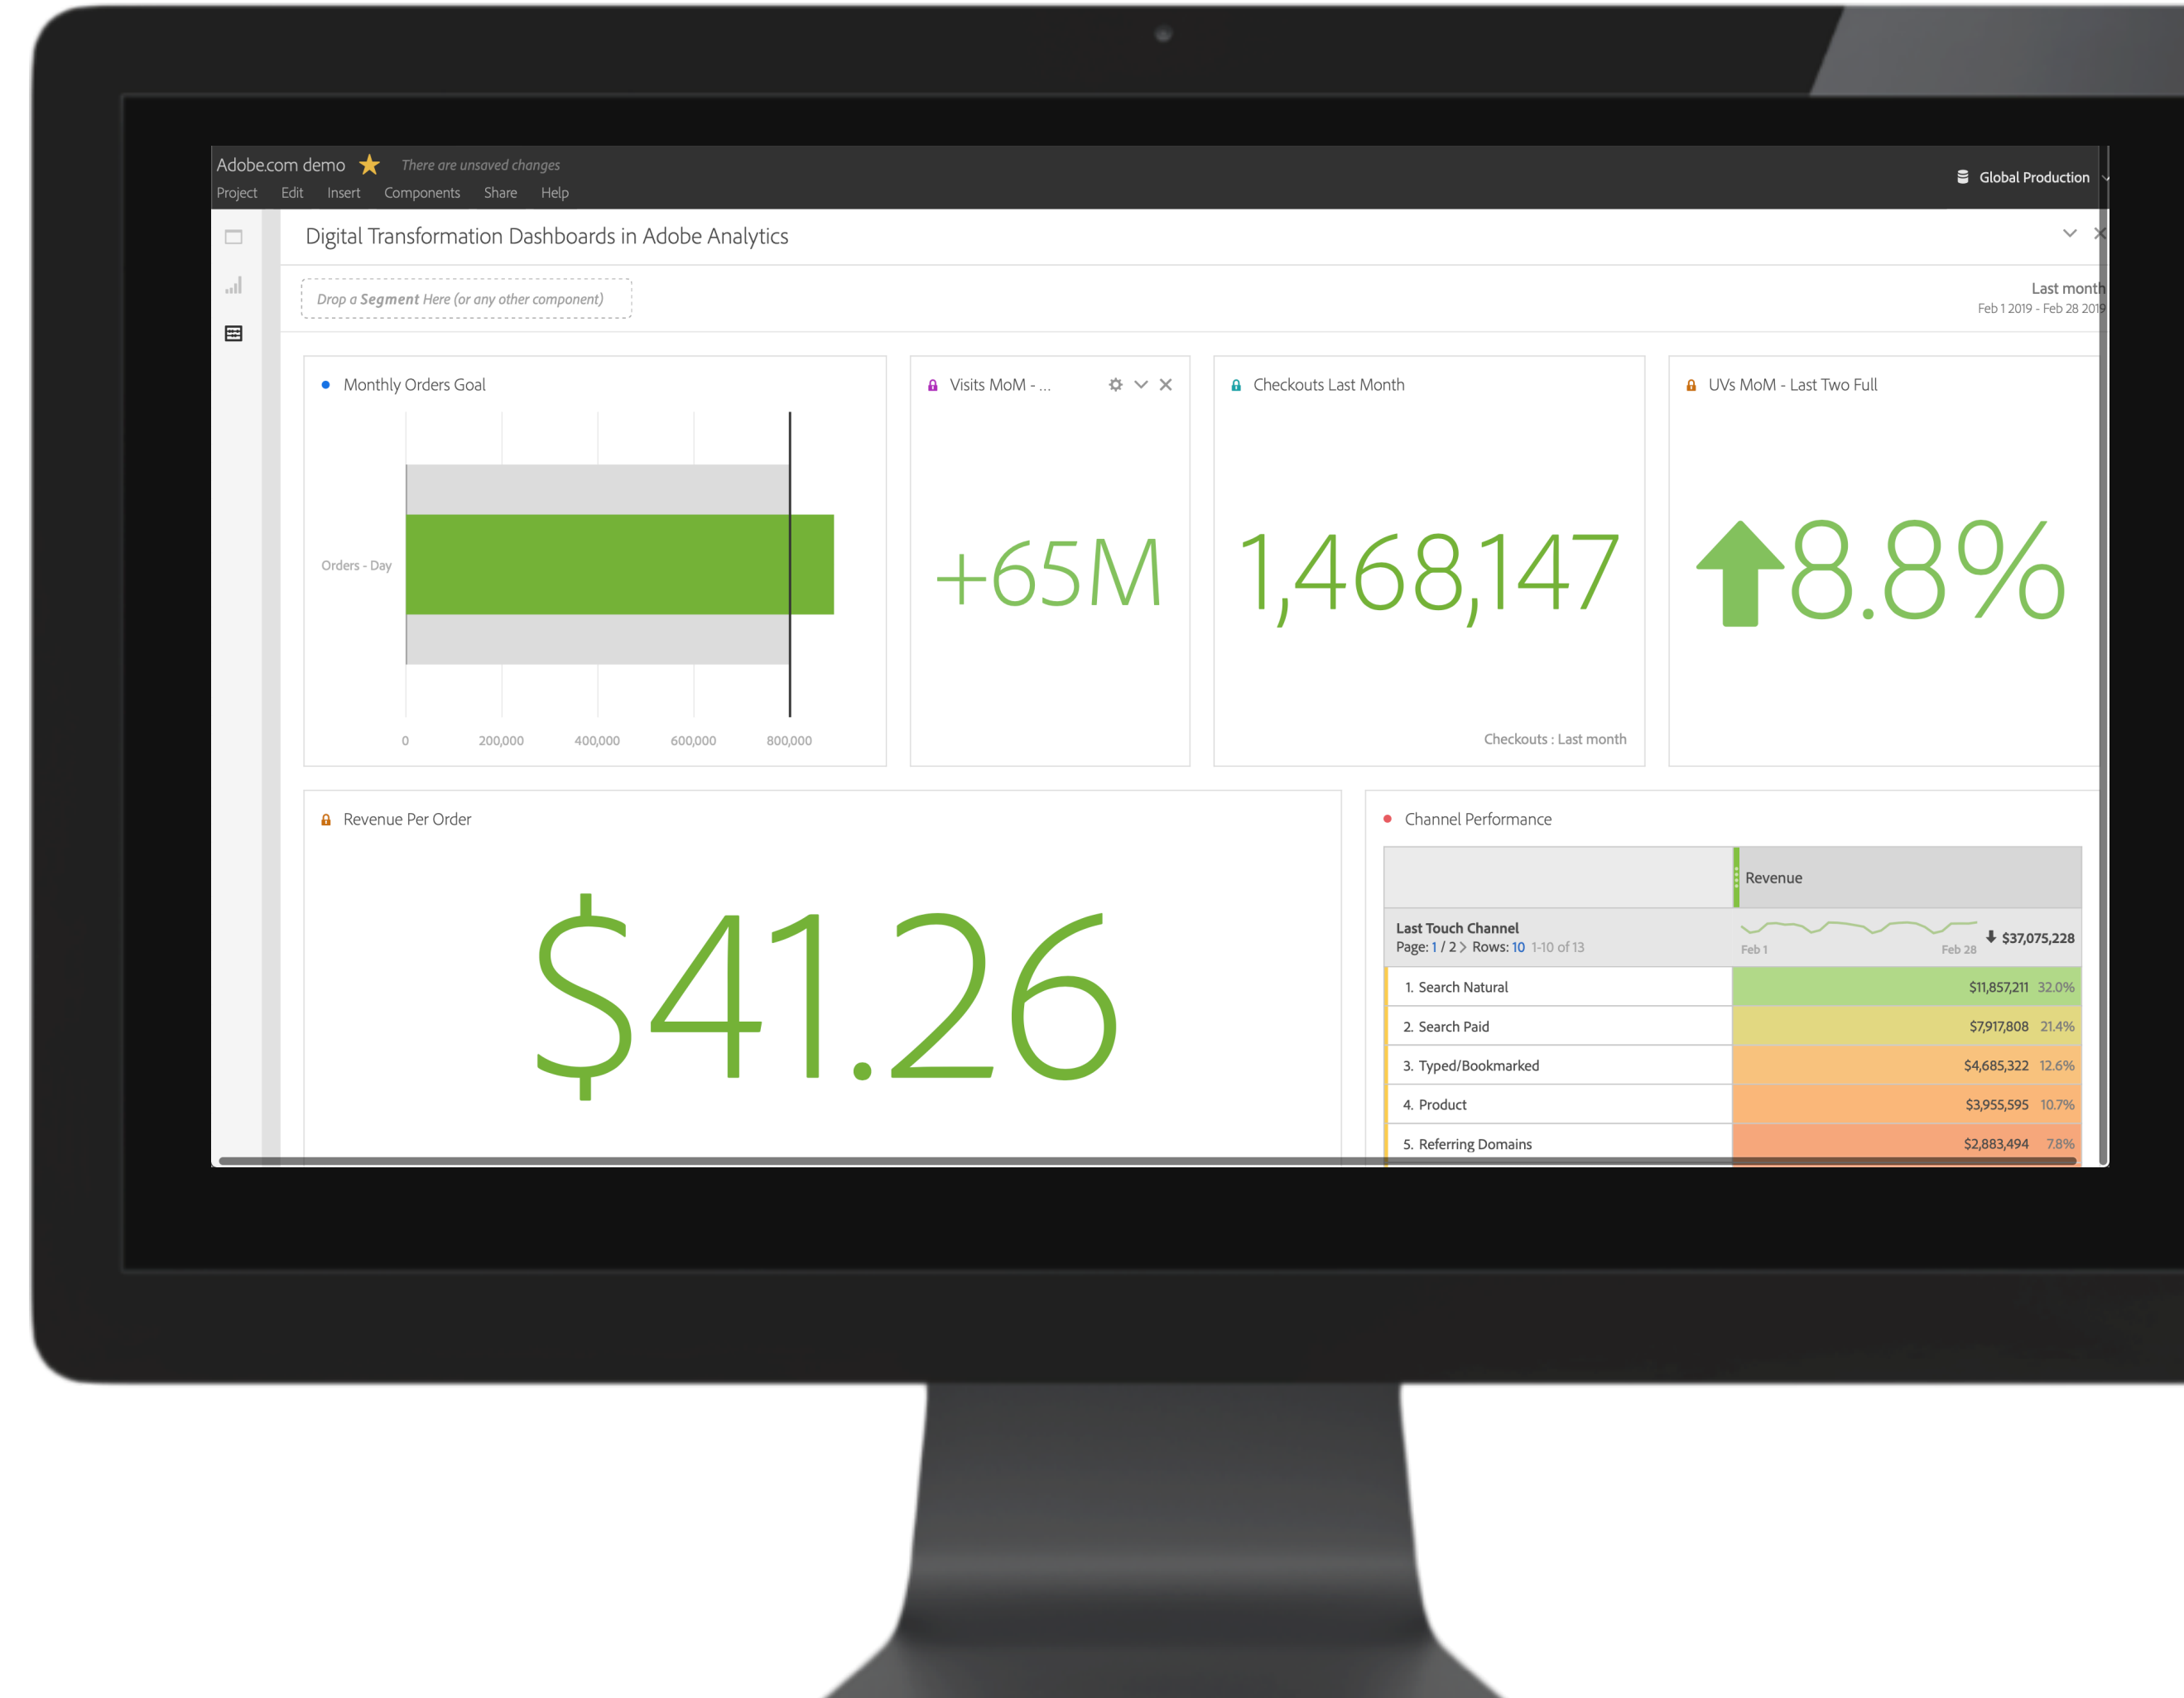 Adobe.com demo There are unsaved changes
Project Edit Insert Components Share Help
Global Production
Digital Transformation Dashboards in Adobe Analytics
Drop a Segment Here (or any other component)
Last month
Feb 1 2019 - Feb 28 2019
Monthly Orders Goal
Orders - Day
0 200,000 400,000 600,000 800,000
Visits MoM - ...
+65M
Checkouts Last Month
1,468,147
Checkouts : Last month
UVs MoM - Last Two Full
8.8%
Revenue Per Order
$41.26
Channel Performance
Revenue
Last Touch Channel
Page: 1 / 2 > Rows: 10 1-10 of 13
Feb 1 Feb 28
$37,075,228
1. Search Natural $11,857,211 32.0%
2. Search Paid $7,917,808 21.4%
3. Typed/Bookmarked $4,685,322 12.6%
4. Product $3,955,595 10.7%
5. Referring Domains $2,883,494 7.8%